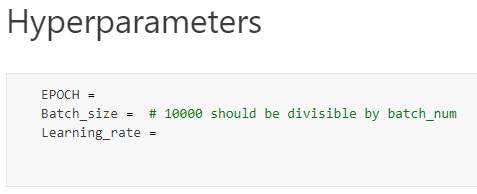 Hyperparameters
EPOCH =
Batch_size =  # 10000 should be divisible by batch_num
Learning_rate =